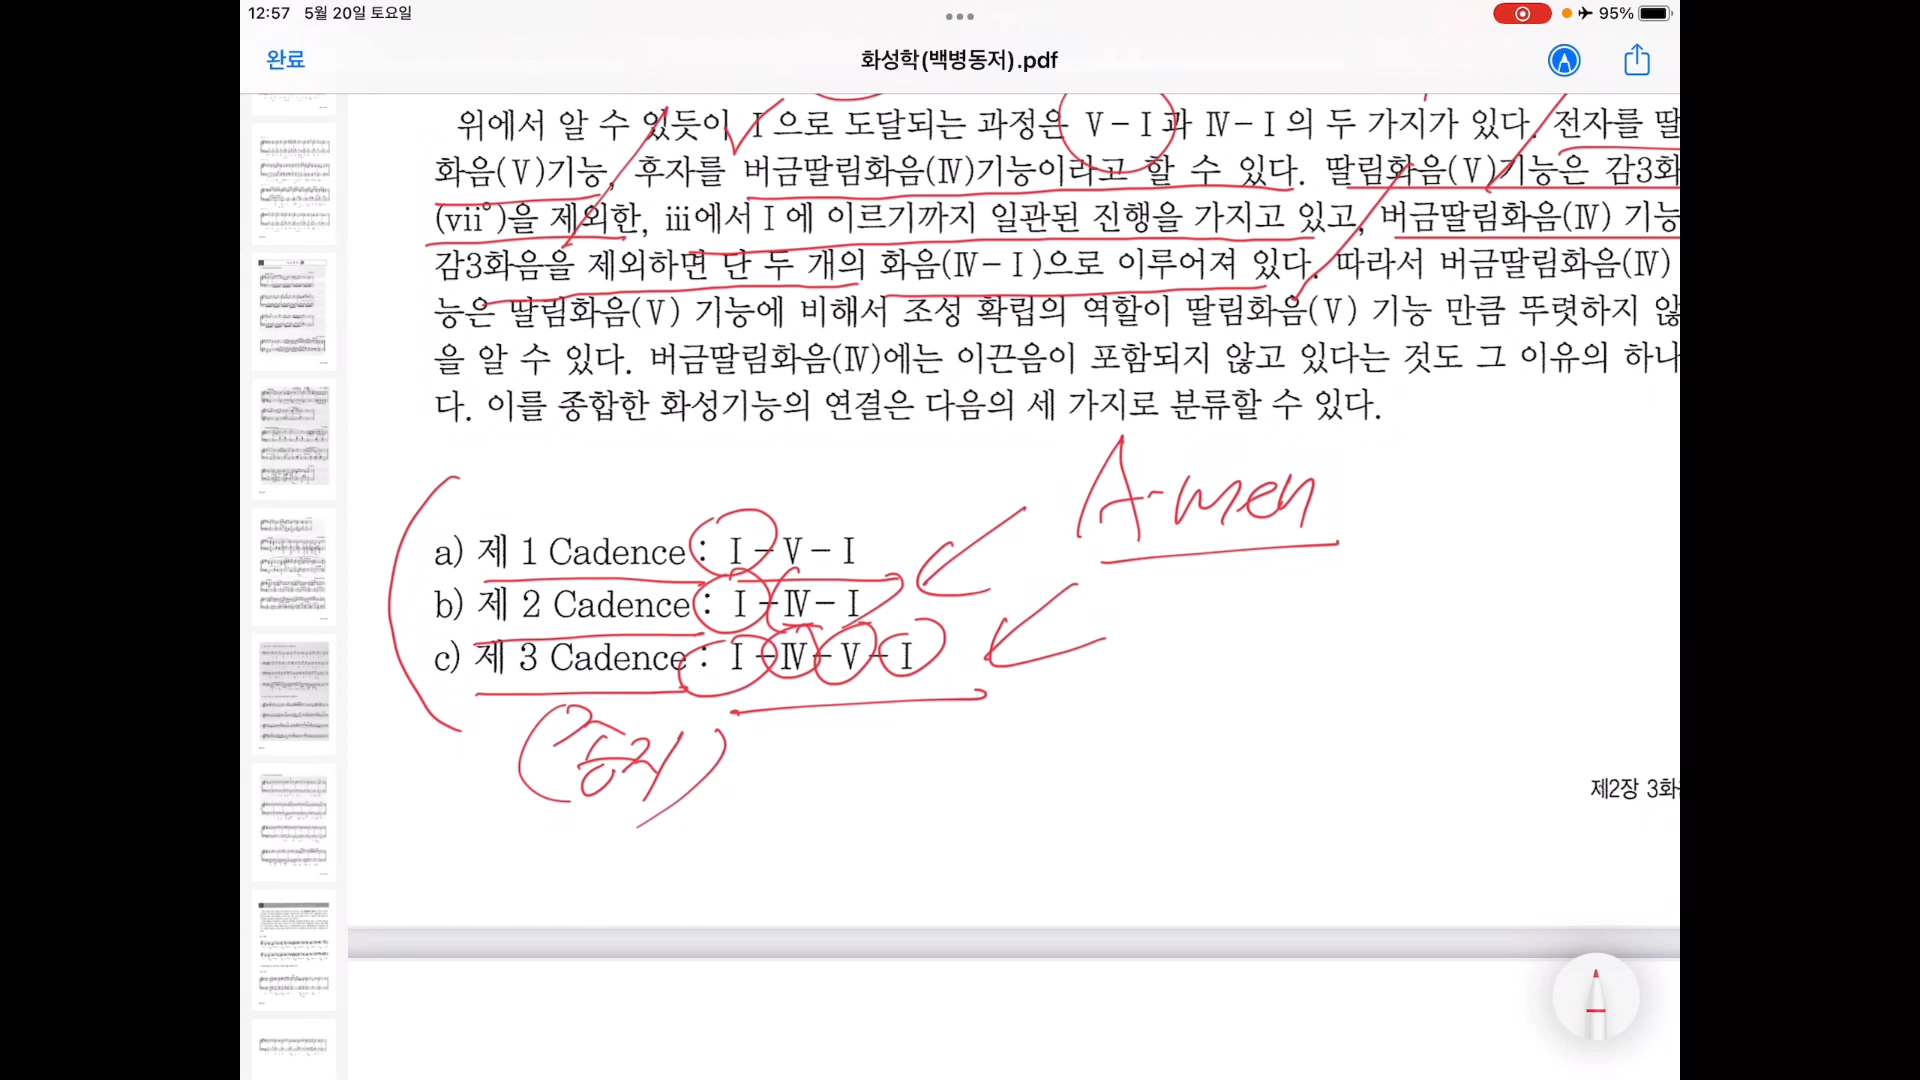 12:57 5월 20일 토요일
95%
완료
화성학(백병동저).pdf
위에서 알 수 있듯이 I으로 도달되는 과정은 V-I과 Ⅳ-I의 두 가지가 있다. 전자를 딸
화음(V)기능, 후자를 버금딸림화음(Ⅳ)기능이라고 할 수 있다. 딸림화음(V)기능은 감3화
(vii°)을 제외한, iii에서 I에 이르기까지 일관된 진행을 가지고 있고, 버금딸림화음(Ⅳ) 기능
감3화음을 제외하면 단 두 개의 화음(Ⅳ-I)으로 이루어져 있다. 따라서 버금딸림화음(Ⅳ)
능은 딸림화음(V) 기능에 비해서 조성 확립의 역할이 딸림화음(V) 기능 만큼 뚜렷하지 않
을 알 수 있다. 버금딸림화음(Ⅳ)에는 이끈음이 포함되지 않고 있다는 것도 그 이유의 하나
다. 이를 종합한 화성기능의 연결은 다음의 세 가지로 분류할 수 있다.
A-men
a) 제 1 Cadence : I-V-I
b) 제 2 Cadence : I-Ⅳ-I
c) 제 3 Cadence : I-Ⅳ-V-I
(종지)
제2장 3화